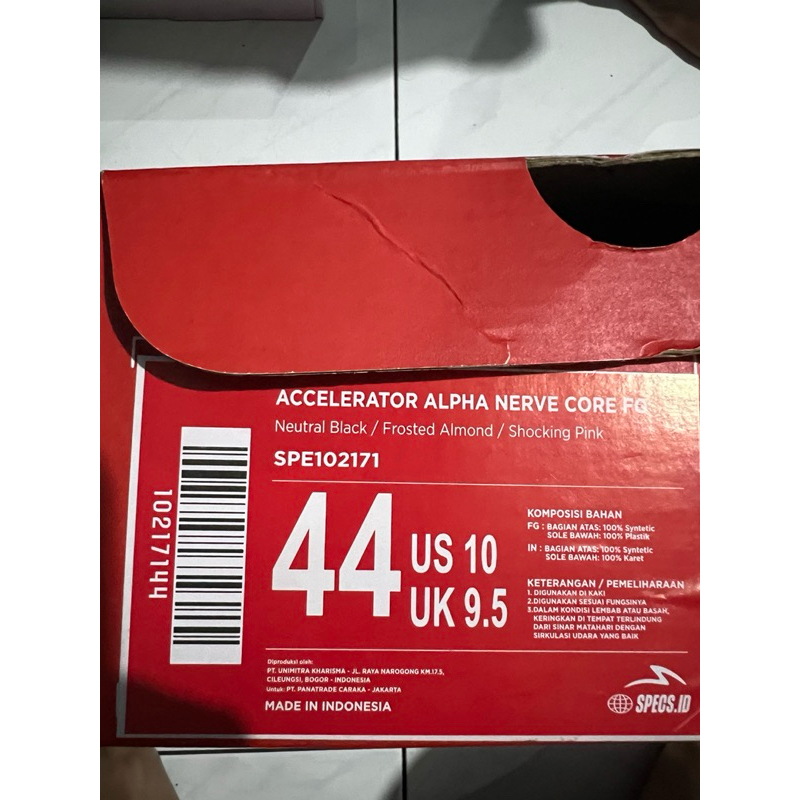 ACCELERATOR ALPHA NERVE CORE FG
Neutral Black / Frosted Almond / Shocking Pink
SPE102171
10217144
44
US 10
UK 9.5
KOMPOSISI BAHAN
FG : BAGIAN ATAS: 100% Syntetic
SOLE BAWAH: 100% Plastik
IN : BAGIAN ATAS: 100% Syntetic
SOLE BAWAH: 100% Karet
KETERANGAN / PEMELIHARAAN
1. DIGUNAKAN DI KAKI
2.DIGUNAKAN SESUAI FUNGSINYA
3.DALAM KONDISI LEMBAB ATAU BASAH,
KERINGKAN DI TEMPAT TERLINDUNG
DARI SINAR MATAHARI DENGAN
SIRKULASI UDARA YANG BAIK
Diproduksi oleh:
PT. UNIMITRA KHARISMA - JL. RAYA NAROGONG KM.17.5,
CILEUNGSI, BOGOR - INDONESIA
Untuk: PT. PANATRADE CARAKA - JAKARTA
MADE IN INDONESIA
SPECS.ID